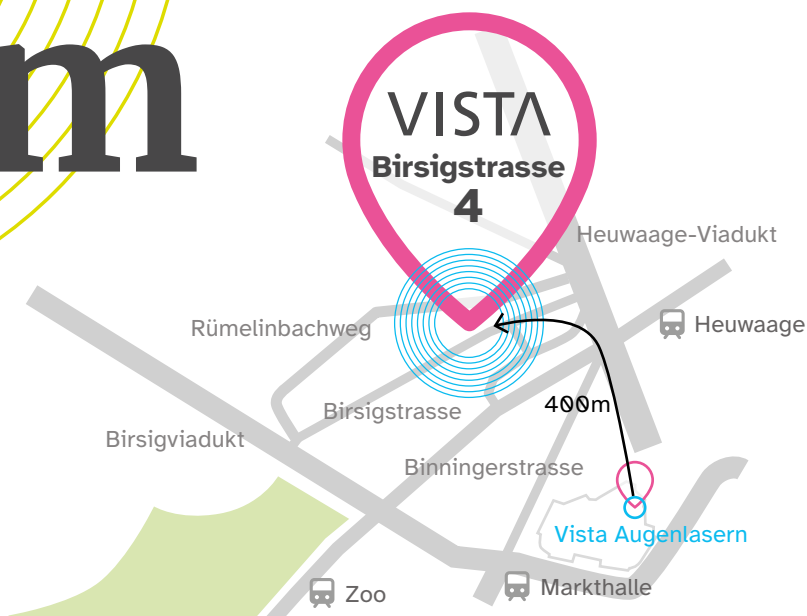 m
VISTA
Birsigstrasse
4
Heuwaage-Viadukt
Rümelinbachweg
Heuwaage
400m
Birsigstrasse
Birsigviadukt
Binningerstrasse
Vista Augenlasern
Zoo
Markthalle